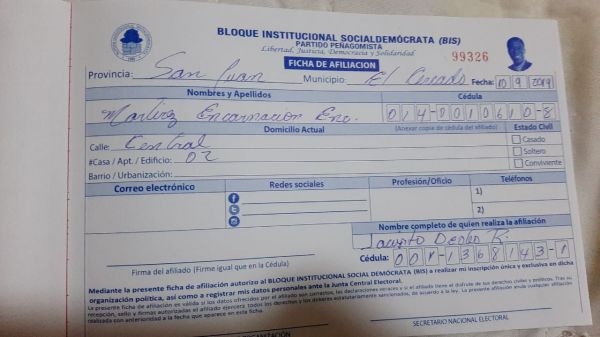 BLOQUE INSTITUCIONAL SOCIALDEMÓCRATA (BIS)
PARTIDO PEÑAGOMISTA
Libertad, Justicia, Democracia y Solidaridad
99326
FICHA DE AFILIACION
Provincia: San Juan Municipio: El Cercado Fecha: 10 9 2019
Nombres y Apellidos Cédula
Martirez Encarnacion Enc. 014-0010610-8
Domicilio Actual (Anexar copia de cédula del afiliado) Estado Civil
Calle: Central Casado
#Casa / Apt. / Edificio: 02 Soltero
Barrio / Urbanización: Conviviente
Correo electrónico Redes sociales Profesión/Oficio Teléfonos
1)
2)
Nombre completo de quien realiza la afiliación
R.
Cédula: 001-1368143-1
Firma del afiliado (Firme igual que en la Cédula)
Mediante la presente ficha de afiliación autorizo al BLOQUE INSTITUCIONAL SOCIAL DEMÓCRATA (BIS) a realizar mi inscripción única y exclusiva en dicha
organización política, así como a registrar mis datos personales ante la Junta Central Electoral.
SECRETARIO NACIONAL ELECTORAL